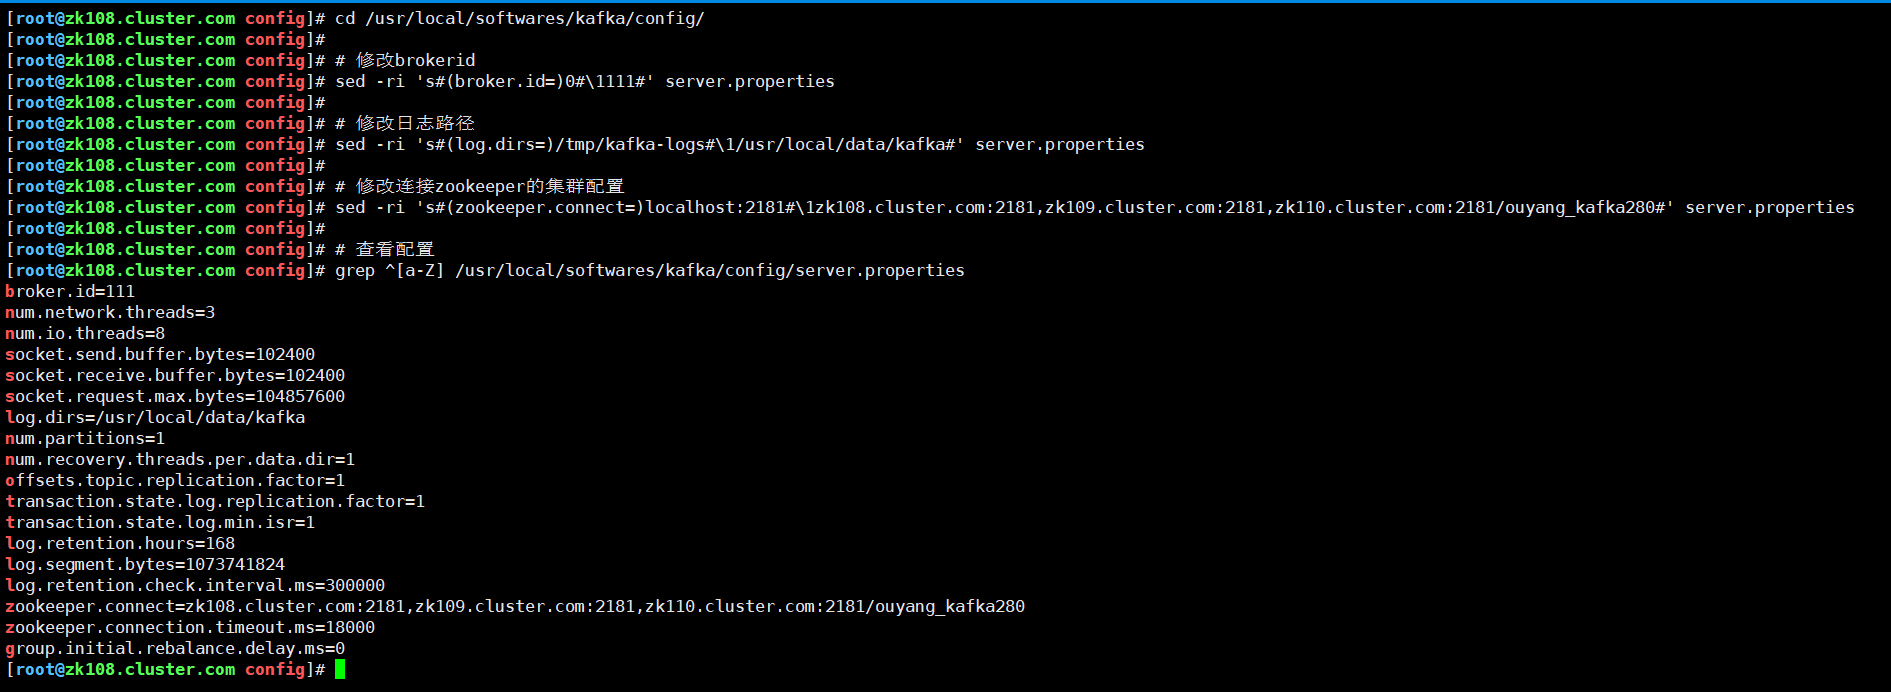 [root@zk108.cluster.com config]# cd /usr/local/softwares/kafka/config/
[root@zk108.cluster.com config]#
[root@zk108.cluster.com config]# # 修改brokerid
[root@zk108.cluster.com config]# sed -ri 's#(broker.id=)0#\1111#' server.properties
[root@zk108.cluster.com config]#
[root@zk108.cluster.com config]# # 修改日志路径
[root@zk108.cluster.com config]# sed -ri 's#(log.dirs=)/tmp/kafka-logs#\1/usr/local/data/kafka#' server.properties
[root@zk108.cluster.com config]#
[root@zk108.cluster.com config]# # 修改连接zookeeper的集群配置
[root@zk108.cluster.com config]# sed -ri 's#(zookeeper.connect=)localhost:2181#\1zk108.cluster.com:2181,zk109.cluster.com:2181,zk110.cluster.com:2181/ouyang_kafka280#' server.properties
[root@zk108.cluster.com config]#
[root@zk108.cluster.com config]# # 查看配置
[root@zk108.cluster.com config]# grep ^[a-Z] /usr/local/softwares/kafka/config/server.properties
broker.id=111
num.network.threads=3
num.io.threads=8
socket.send.buffer.bytes=102400
socket.receive.buffer.bytes=102400
socket.request.max.bytes=104857600
log.dirs=/usr/local/data/kafka
num.partitions=1
num.recovery.threads.per.data.dir=1
offsets.topic.replication.factor=1
transaction.state.log.replication.factor=1
transaction.state.log.min.isr=1
log.retention.hours=168
log.segment.bytes=1073741824
log.retention.check.interval.ms=300000
zookeeper.connect=zk108.cluster.com:2181,zk109.cluster.com:2181,zk110.cluster.com:2181/ouyang_kafka280
zookeeper.connection.timeout.ms=18000
group.initial.rebalance.delay.ms=0
[root@zk108.cluster.com config]#